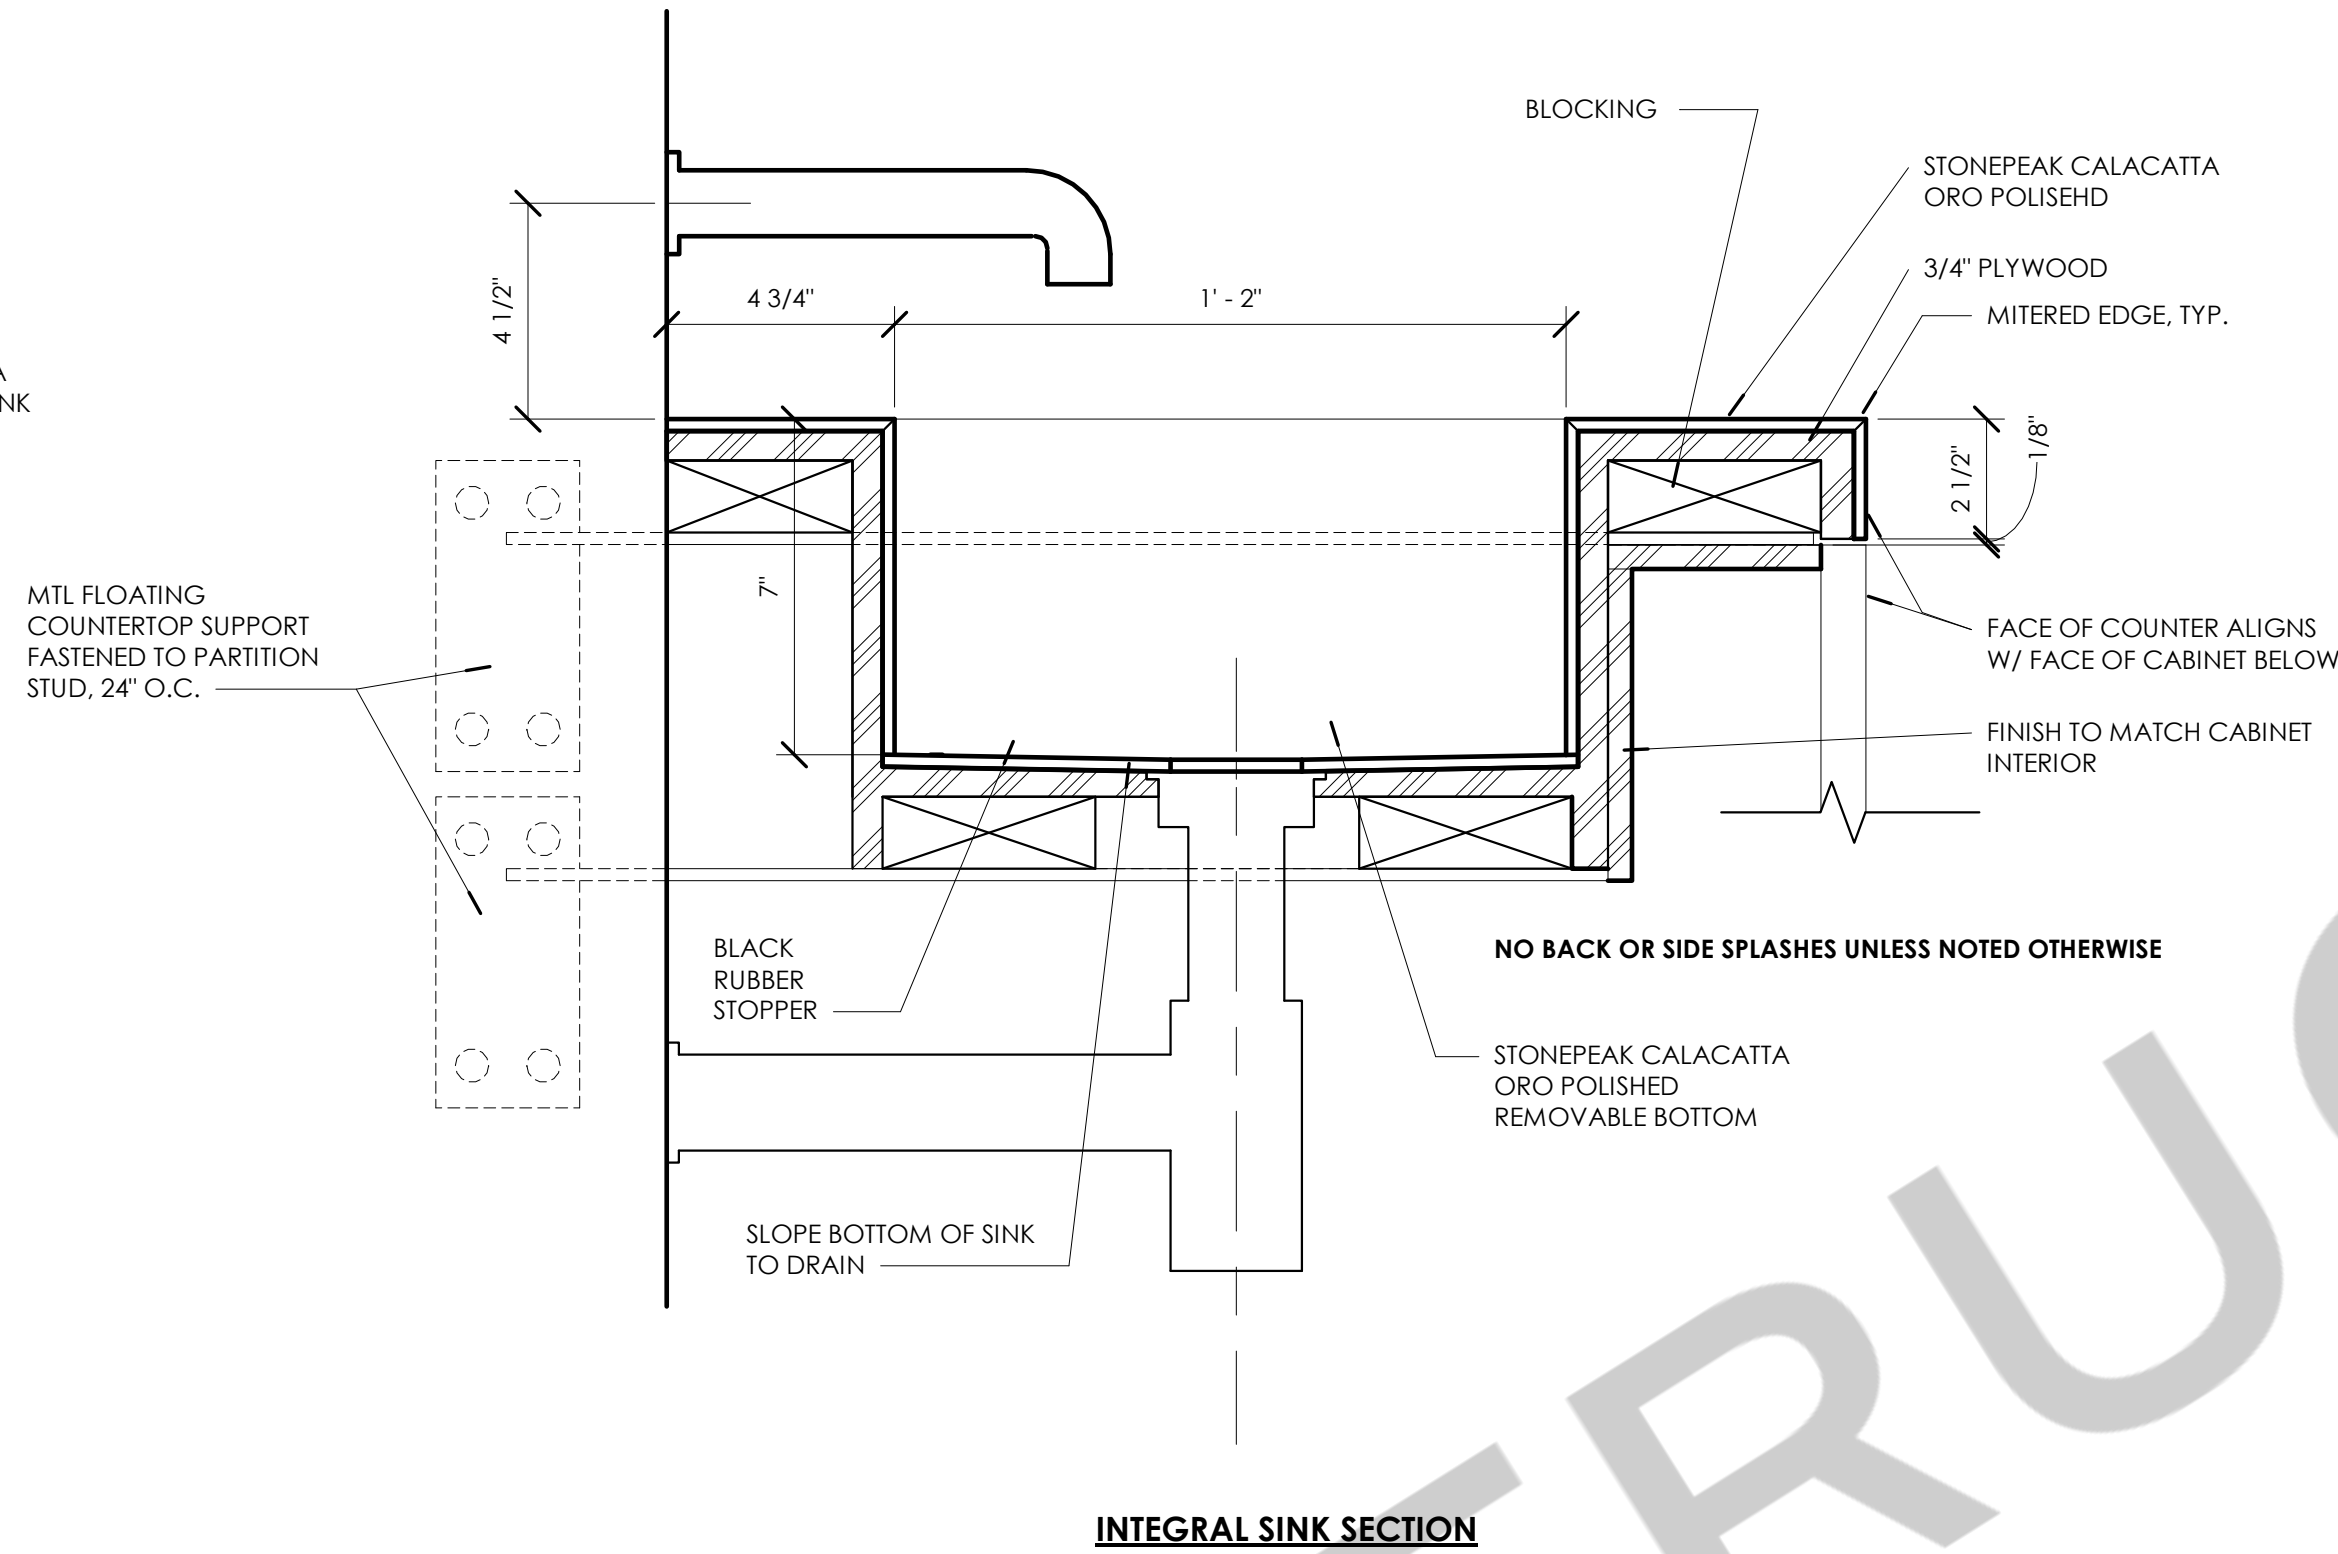 BLOCKING
STONEPEAK CALACATTA
ORO POLISEHD
3/4" PLYWOOD
MITERED EDGE, TYP.
4 1/2"
4 3/4"
1' - 2"
A
NK
2 1/2"
1/8"
7"
MTL FLOATING
COUNTERTOP SUPPORT
FASTENED TO PARTITION
STUD, 24" O.C.
FACE OF COUNTER ALIGNS
W/ FACE OF CABINET BELOW
FINISH TO MATCH CABINET
INTERIOR
BLACK
RUBBER
STOPPER
NO BACK OR SIDE SPLASHES UNLESS NOTED OTHERWISE
STONEPEAK CALACATTA
ORO POLISHED
REMOVABLE BOTTOM
SLOPE BOTTOM OF SINK
TO DRAIN
INTEGRAL SINK SECTION
TRU